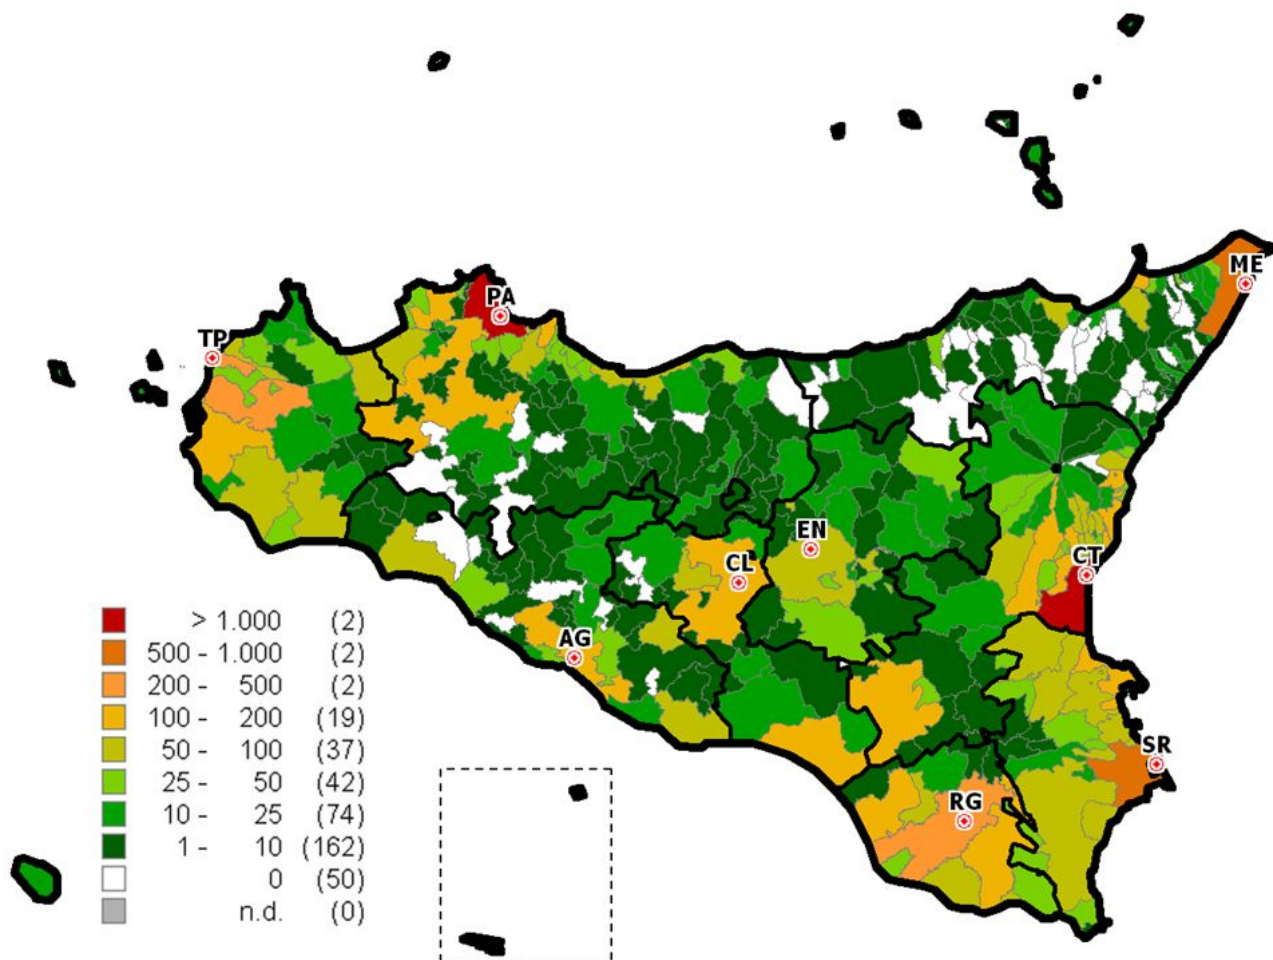 ME
PA
TP
EN
CT
CL
AG
SR
RG
> 1.000 (2)
500 - 1.000 (2)
200 - 500 (2)
100 - 200 (19)
50 - 100 (37)
25 - 50 (42)
10 - 25 (74)
1 - 10 (162)
0 (50)
n.d. (0)